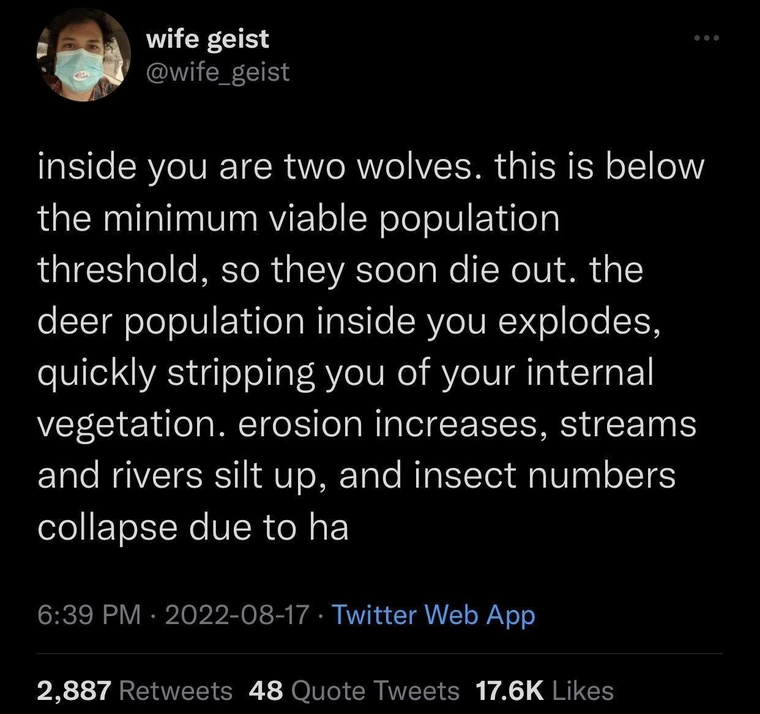 wife geist
@wife_geist
inside you are two wolves. this is below
the minimum viable population
threshold, so they soon die out. the
deer population inside you explodes,
quickly stripping you of your internal
vegetation. erosion increases, streams
and rivers silt up, and insect numbers
collapse due to ha
6:39 PM · 2022-08-17 · Twitter Web App
2,887 Retweets 48 Quote Tweets 17.6K Likes